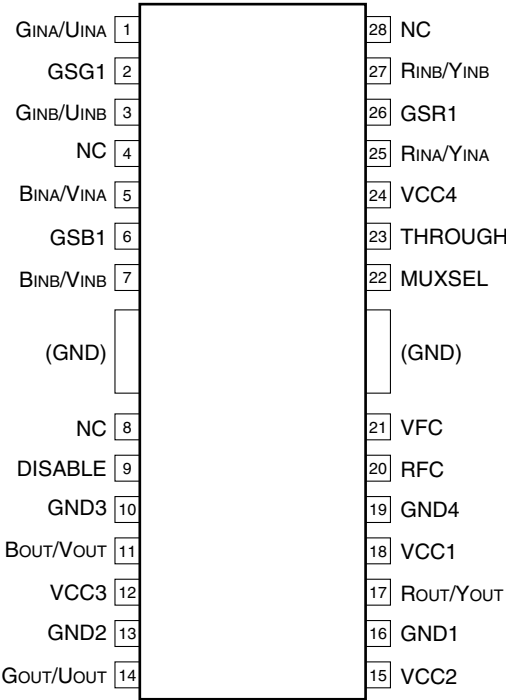 GINA/UINA 1 28 NC
GSG1 2 27 RINB/YINB
GINB/UINB 3 26 GSR1
NC 4 25 RINA/YINA
BINA/VINA 5 24 VCC4
GSB1 6 23 THROUGH
BINB/VINB 7 22 MUXSEL
(GND) (GND)
NC 8 21 VFC
DISABLE 9 20 RFC
GND3 10 19 GND4
BOUT/VOUT 11 18 VCC1
VCC3 12 17 ROUT/YOUT
GND2 13 16 GND1
GOUT/UOUT 14 15 VCC2